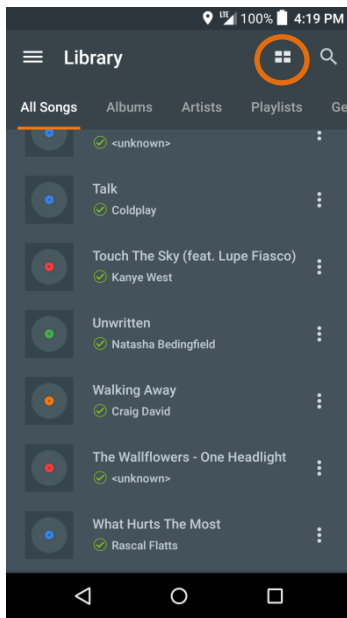 LTE 100% 4:19 PM
Library
All Songs Albums Artists Playlists Ge
<unknown>
Talk
Coldplay
Touch The Sky (feat. Lupe Fiasco)
Kanye West
Unwritten
Natasha Bedingfield
Walking Away
Craig David
The Wallflowers - One Headlight
<unknown>
What Hurts The Most
Rascal Flatts